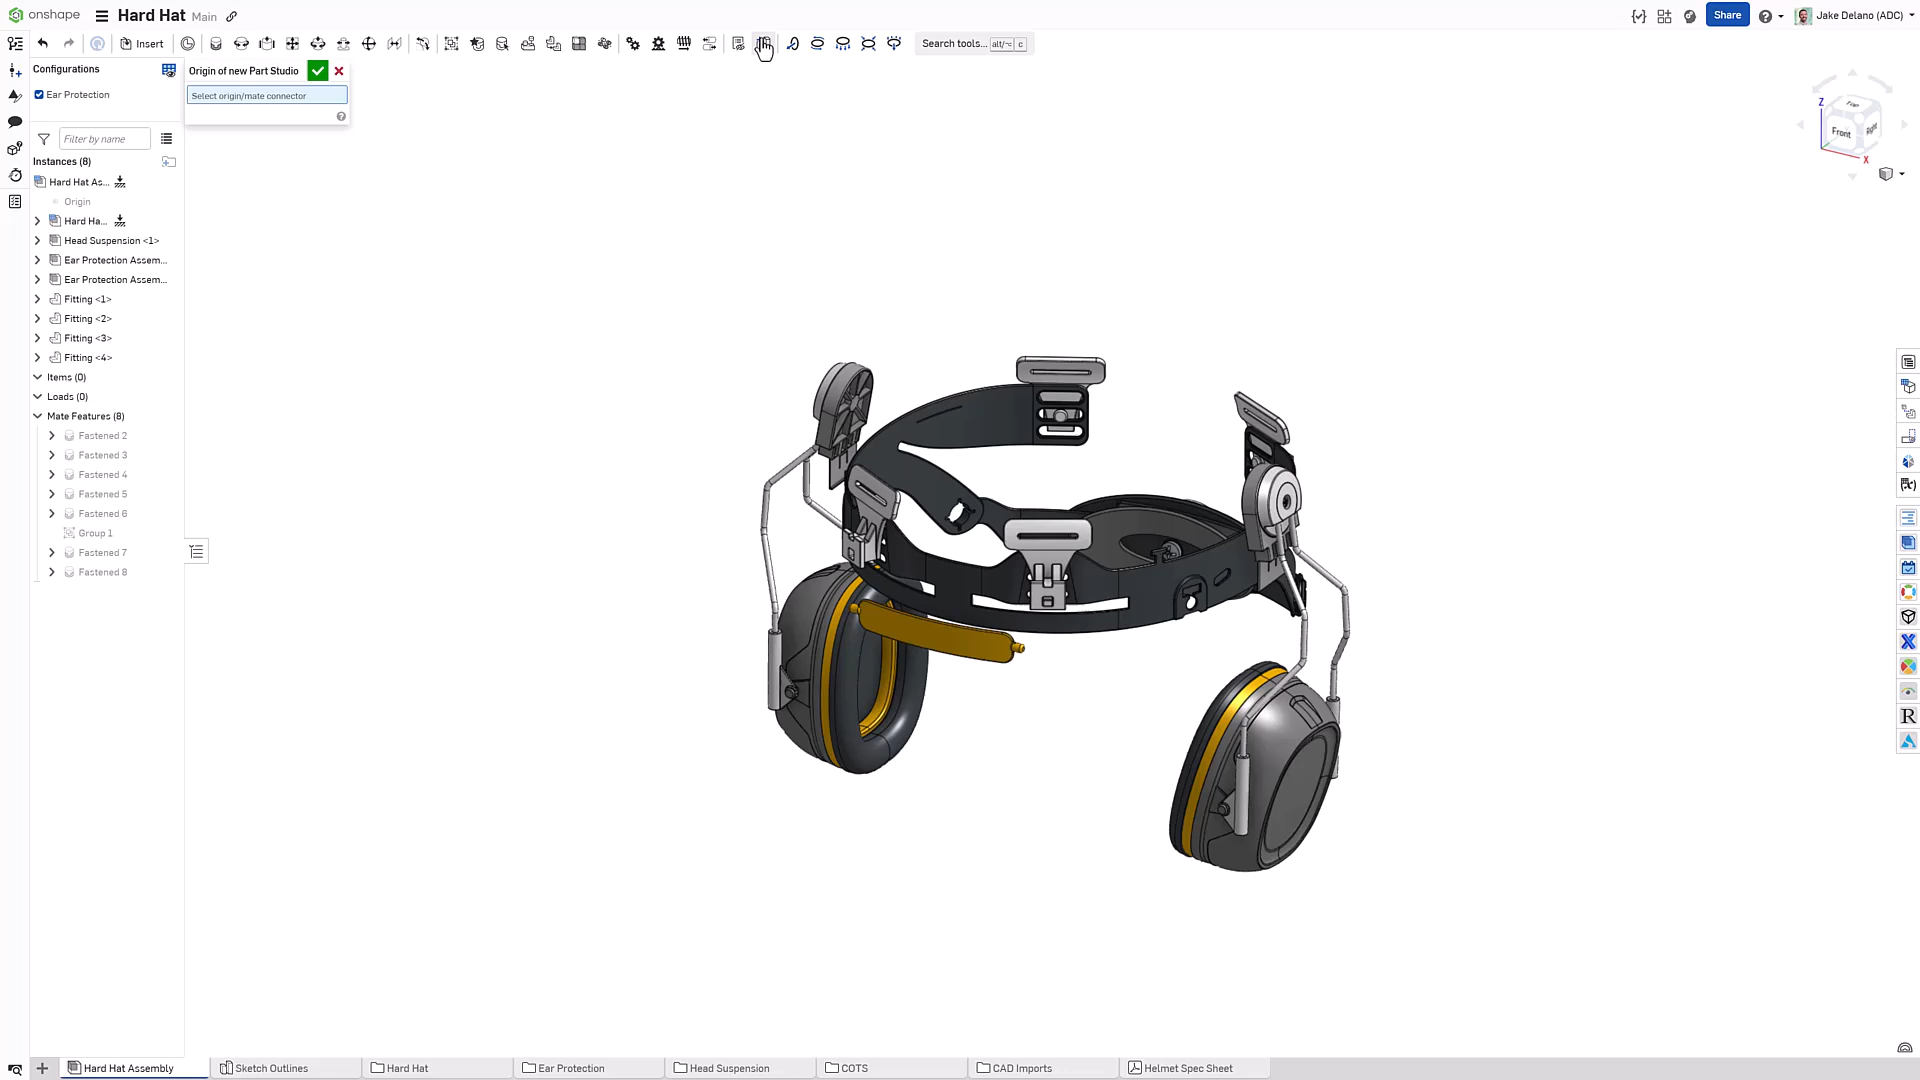 onshape
Hard Hat Main
Share
Jake Delano (ADC)
Insert
Search tools... alt/⌥ c
Configurations
Ear Protection
Origin of new Part Studio
Select origin/mate connector
Filter by name
Instances (8)
Hard Hat As...
Origin
Hard Ha...
Head Suspension <1>
Ear Protection Assem...
Ear Protection Assem...
Fitting <1>
Fitting <2>
Fitting <3>
Fitting <4>
Items (0)
Loads (0)
Mate Features (8)
Fastened 2
Fastened 3
Fastened 4
Fastened 5
Fastened 6
Group 1
Fastened 7
Fastened 8
Z
Top
Front
Right
X
R
Hard Hat Assembly
Sketch Outlines
Hard Hat
Ear Protection
Head Suspension
COTS
CAD Imports
Helmet Spec Sheet